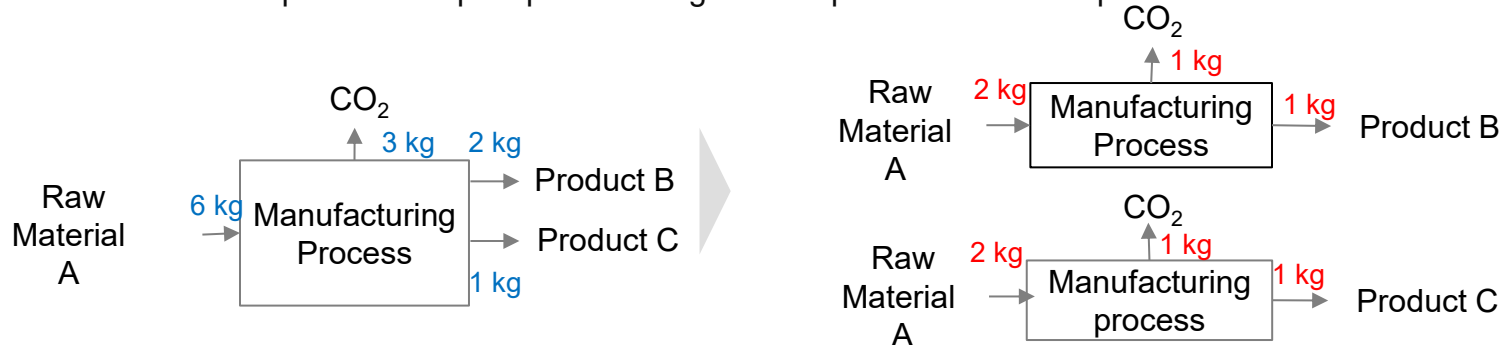 CO₂
3 kg
2 kg
Raw
Material
A
6 kg
Manufacturing
Process
Product B
Product C
1 kg
CO₂
1 kg
Raw
Material
A
2 kg
Manufacturing
Process
1 kg
Product B
CO₂
1 kg
Raw
Material
A
2 kg
Manufacturing
process
1 kg
Product C